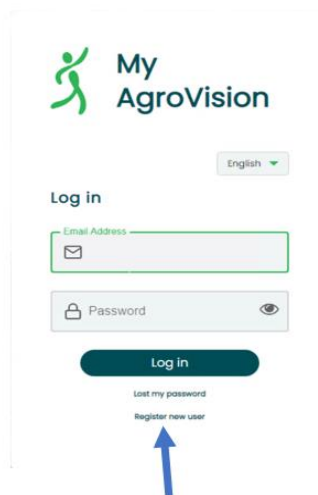 My
AgroVision
English
Log in
Email Address
Password
Log in
Lost my password
Register new user